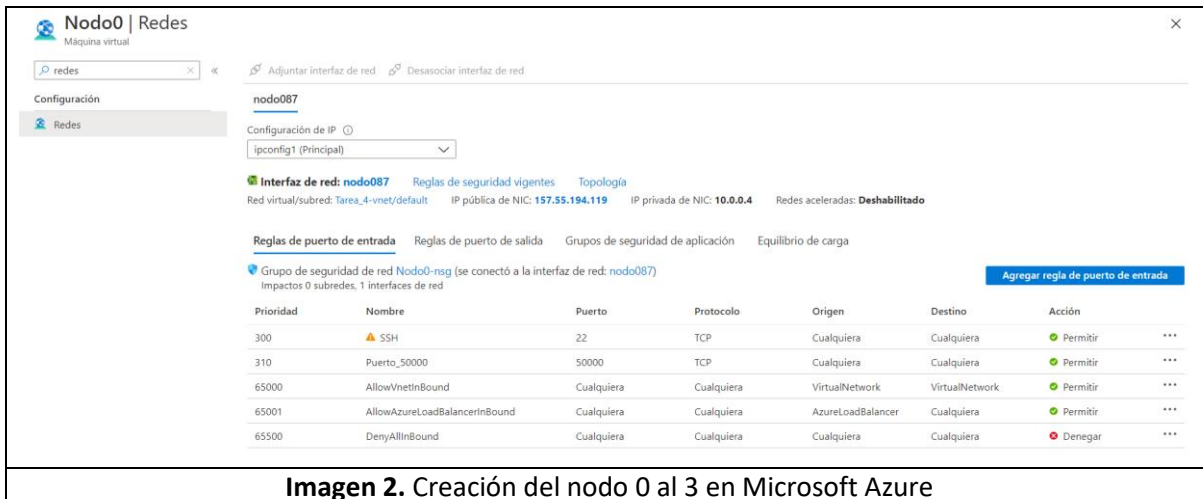 Nodo0 | Redes
Máquina virtual
redes
Configuración
Redes
Adjuntar interfaz de red Desasociar interfaz de red
nodo087
Configuración de IP
ipconfig1 (Principal)
Interfaz de red: nodo087 Reglas de seguridad vigentes Topología
Red virtual/subred: Tarea_4-vnet/default IP pública de NIC: 157.55.194.119 IP privada de NIC: 10.0.0.4 Redes aceleradas: Deshabilitado
Reglas de puerto de entrada Reglas de puerto de salida Grupos de seguridad de aplicación Equilibrio de carga
Grupo de seguridad de red Nodo0-nsg (se conectó a la interfaz de red: nodo087)
Impactos 0 subredes, 1 interfaces de red
Agregar regla de puerto de entrada
Prioridad Nombre Puerto Protocolo Origen Destino Acción
300 SSH 22 TCP Cualquiera Cualquiera Permitir
310 Puerto_50000 50000 TCP Cualquiera Cualquiera Permitir
65000 AllowVnetInBound Cualquiera Cualquiera VirtualNetwork VirtualNetwork Permitir
65001 AllowAzureLoadBalancerInBound Cualquiera Cualquiera AzureLoadBalancer Cualquiera Permitir
65500 DenyAllInBound Cualquiera Cualquiera Cualquiera Cualquiera Denegar
Imagen 2. Creación del nodo 0 al 3 en Microsoft Azure